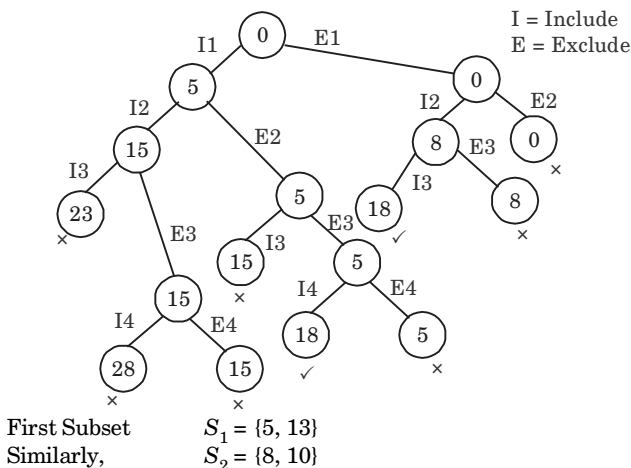 I = Include
E = Exclude
0
I1
E1
5
0
I2
E2
I2
E2
15
8
0
×
I3
E3
I3
E3
23
×
5
18
✓
8
×
I3
E3
15
×
5
15
I4
E4
I4
E4
28
×
15
×
18
✓
5
×
First Subset S₁ = {5, 13}
Similarly, S₂ = {8, 10}